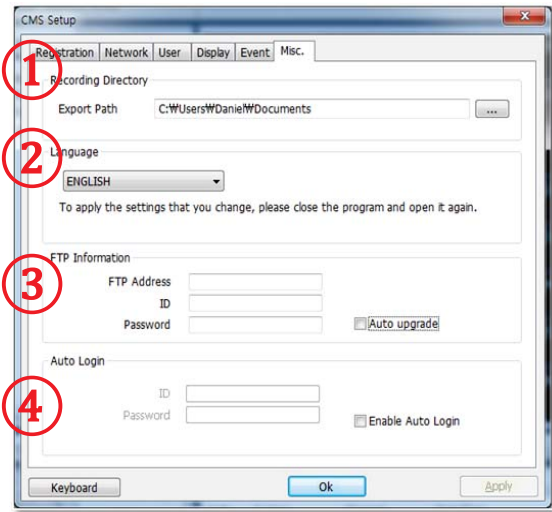 CMS Setup
Registration Network User Display Event Misc.
① Recording Directory
Export Path C:₩Users₩Daniel₩Documents ...
② Language
ENGLISH
To apply the settings that you change, please close the program and open it again.
FTP Information
③ FTP Address
ID
Password Auto upgrade
Auto Login
④ ID
Password Enable Auto Login
Keyboard Ok Apply